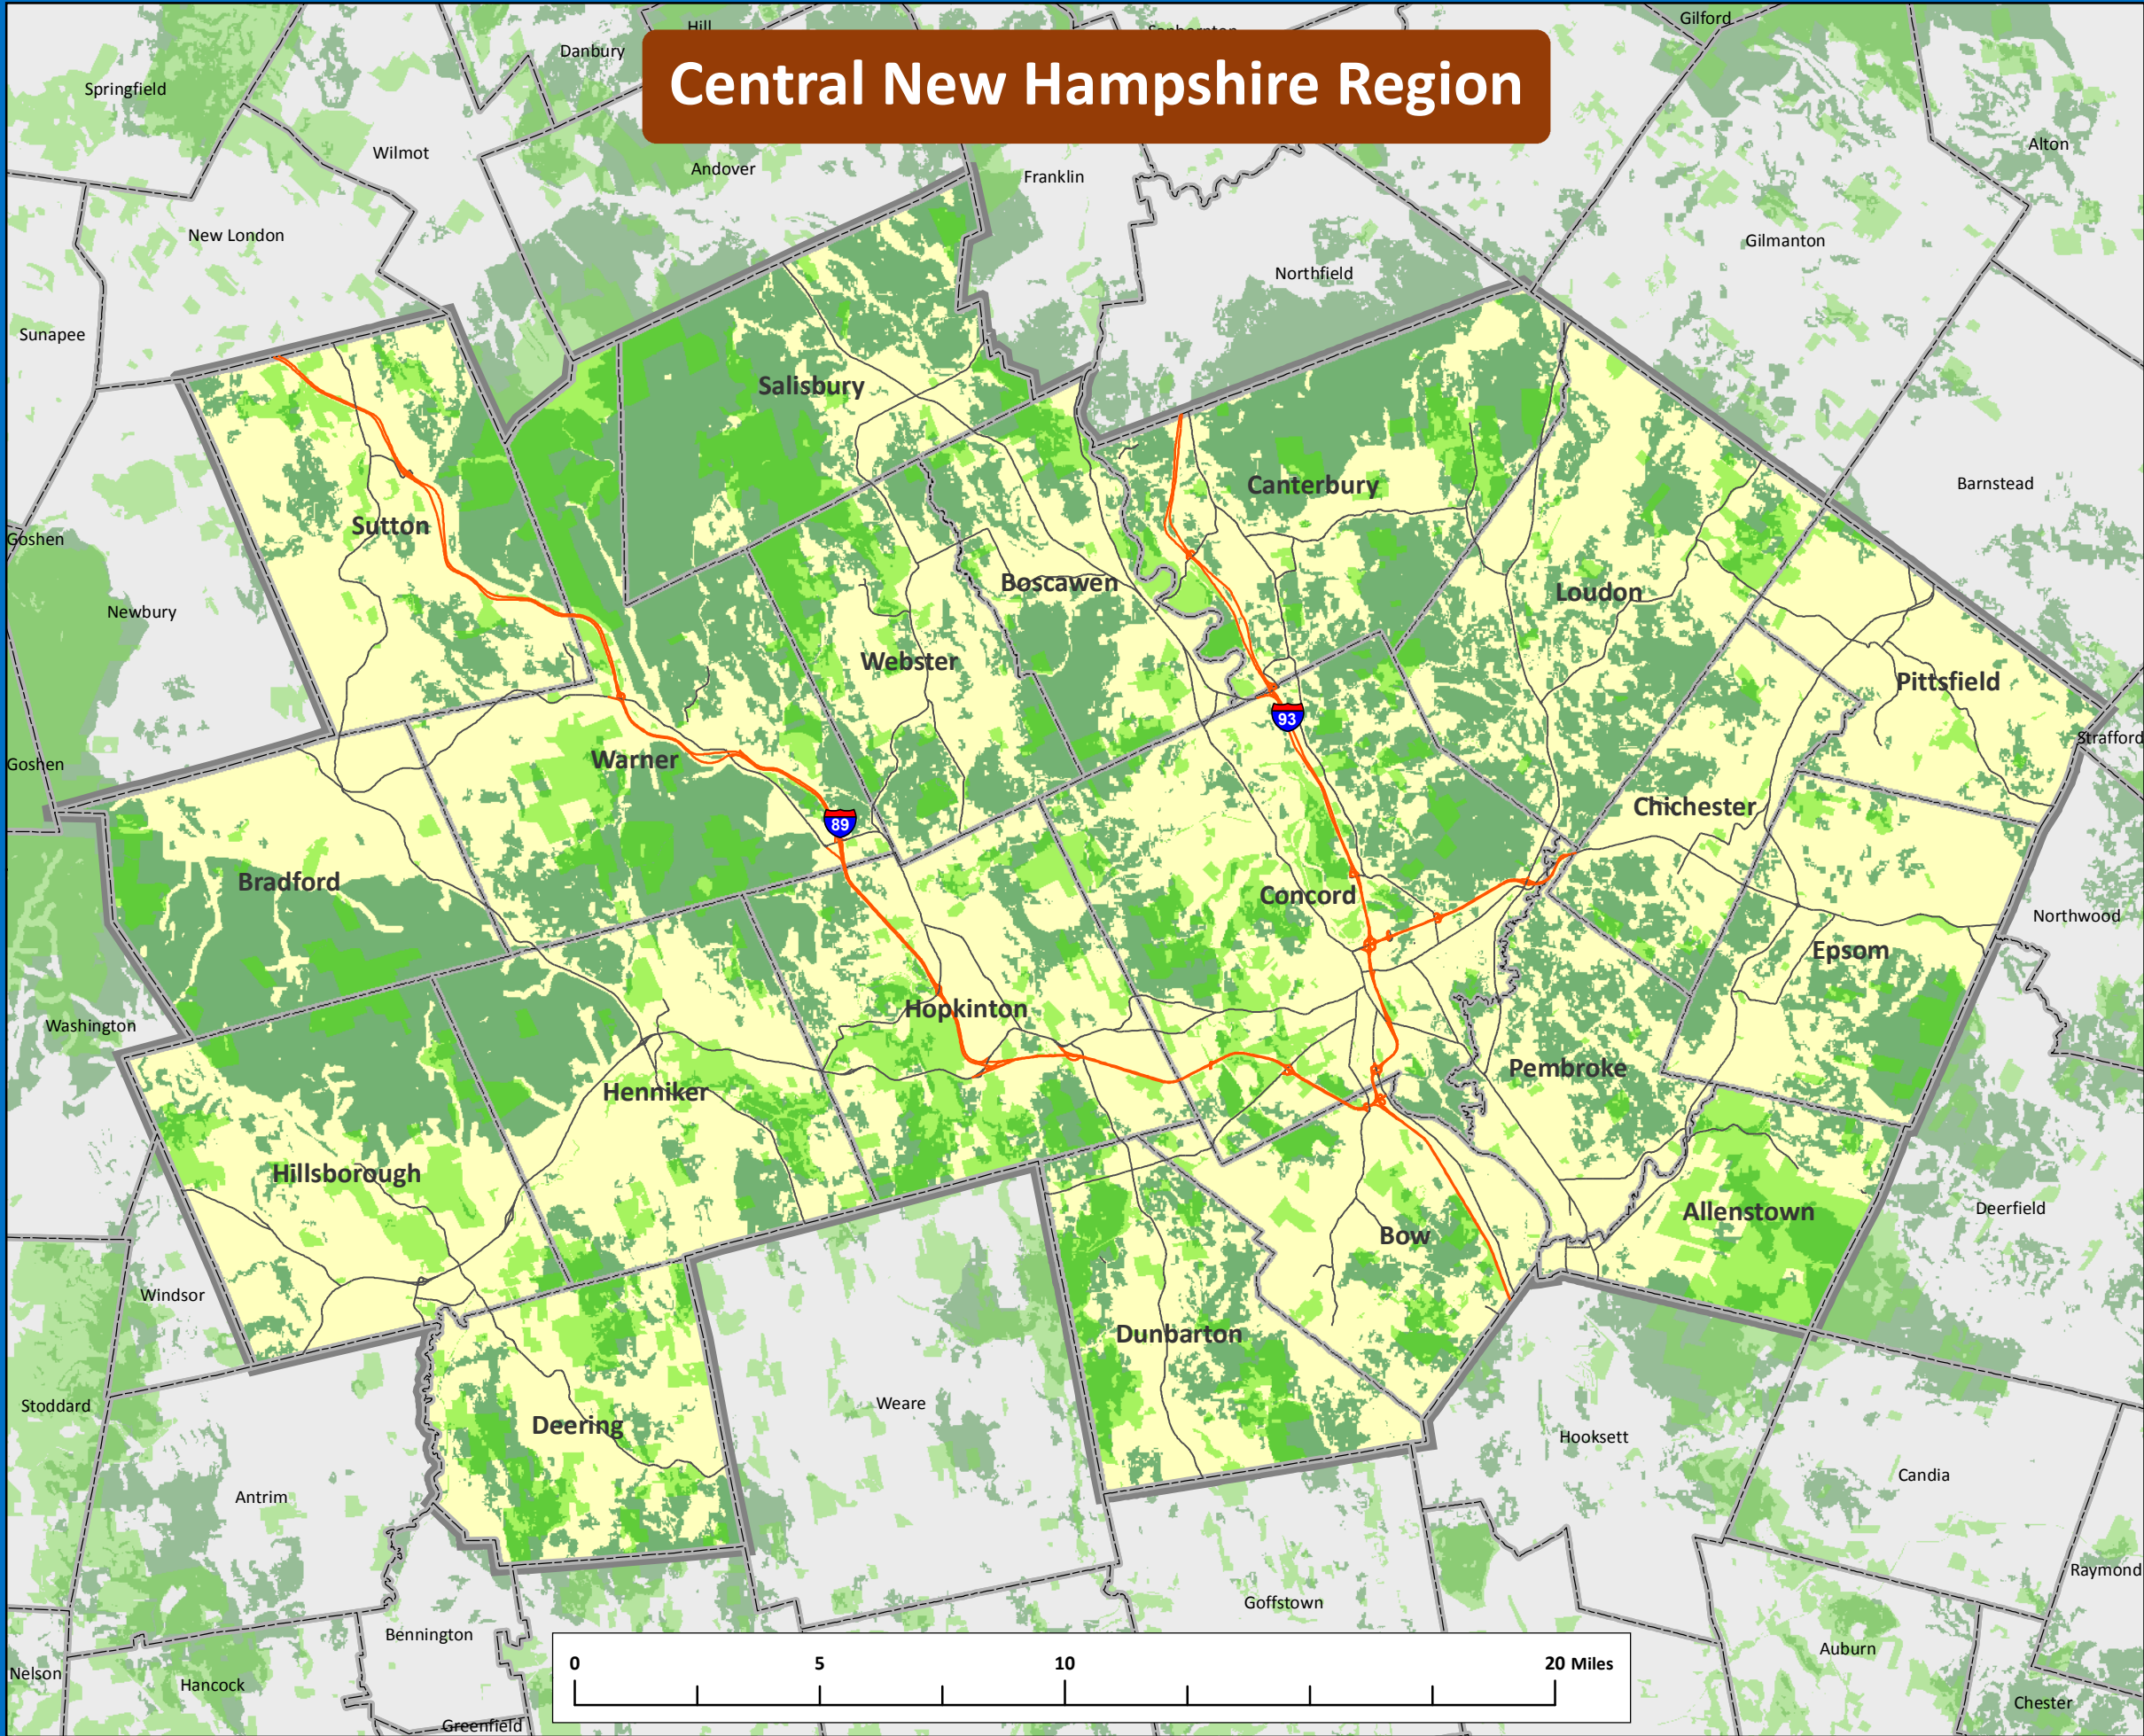 Hill
Sanbornton
Gilford
Danbury
Central New Hampshire Region
Springfield
Wilmot
Andover
Franklin
Alton
New London
Gilmanton
Northfield
Sunapee
Salisbury
Canterbury
Barnstead
Sutton
Goshen
Boscawen
Loudon
Newbury
Webster
Pittsfield
93
Strafford
Warner
Goshen
Chichester
89
Bradford
Concord
Northwood
Epsom
Hopkinton
Washington
Pembroke
Henniker
Hillsborough
Deerfield
Allenstown
Bow
Windsor
Dunbarton
Weare
Stoddard
Deering
Hooksett
Candia
Antrim
Raymond
Goffstown
Bennington
Auburn
Nelson
Hancock
0 5 10 20 Miles
Chester
Greenfield